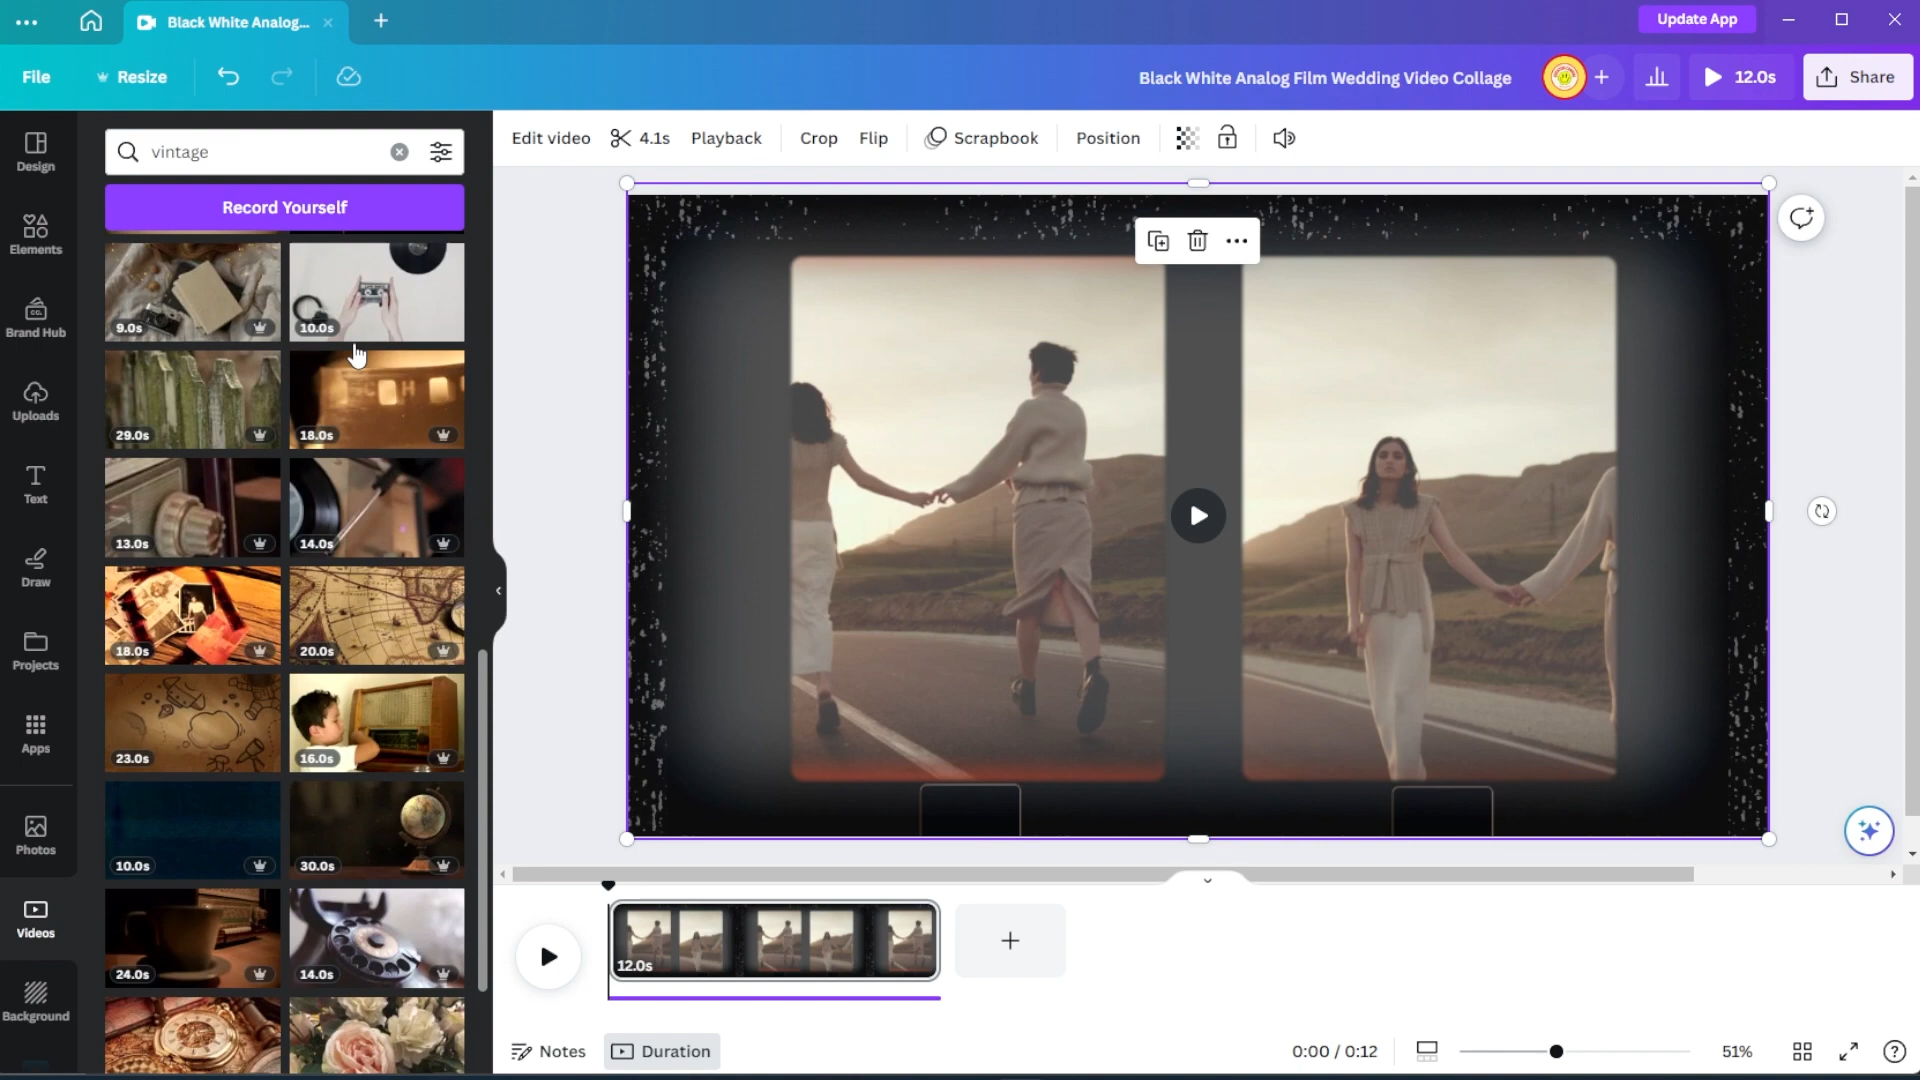 Black White Analog...
Update App
File
Resize
Black White Analog Film Wedding Video Collage
12.0s
Share
Design
Elements
Brand Hub
Uploads
Text
Draw
Projects
Apps
Photos
Videos
Background
vintage
Record Yourself
9.0s
10.0s
29.0s
18.0s
13.0s
14.0s
18.0s
20.0s
23.0s
16.0s
10.0s
30.0s
24.0s
14.0s
Edit video
4.1s
Playback
Crop
Flip
Scrapbook
Position
12.0s
Notes
Duration
0:00 / 0:12
51%